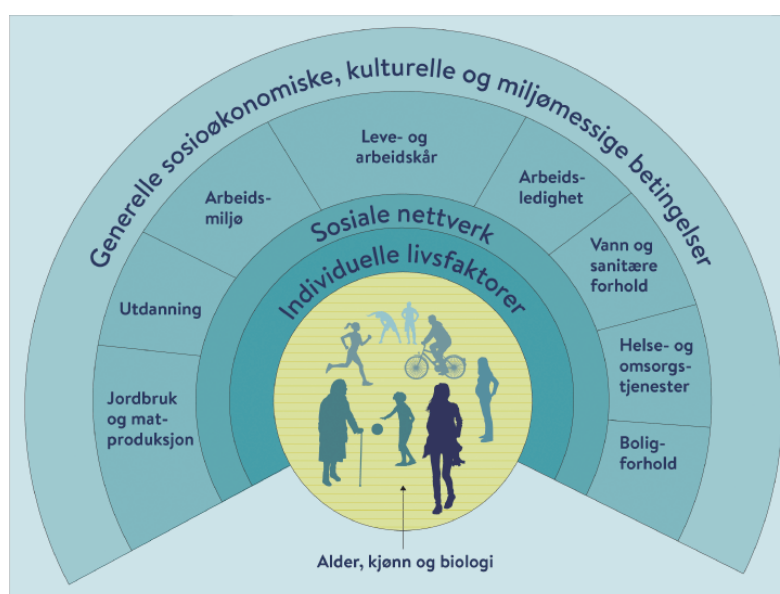 Generelle sosioøkonomiske, kulturelle og miljømessige betingelser
Leve- og
arbeidskår
Arbeids-
miljø
Arbeids-
ledighet
Sosiale nettverk
Vann og
sanitære
forhold
Individuelle livsfaktorer
Utdanning
Helse- og
omsorgs-
tjenester
Jordbruk
og mat-
produksjon
Bolig-
forhold
Alder, kjønn og biologi